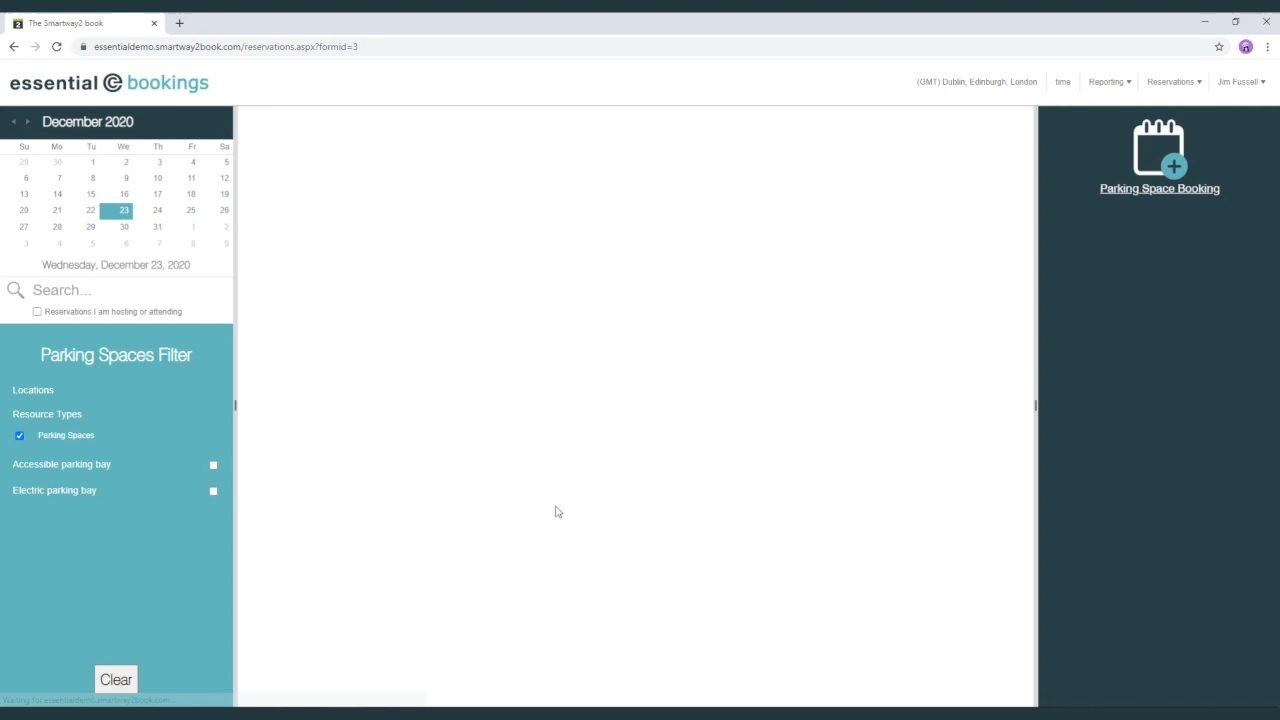 The Smartway2 book
essentialdemo.smartway2book.com/reservations.aspx?formid=3
essential bookings
(GMT) Dublin, Edinburgh, London
time
Reporting
Reservations
Jim Fussell
December 2020
Su Mo Tu We Th Fr Sa
29 30 1 2 3 4 5
6 7 8 9 10 11 12
13 14 15 16 17 18 19
20 21 22 23 24 25 26
27 28 29 30 31 1 2
3 4 5 6 7 8 9
Wednesday, December 23, 2020
Search...
Reservations I am hosting or attending
Parking Spaces Filter
Locations
Resource Types
Parking Spaces
Accessible parking bay
Electric parking bay
Clear
Waiting for essentialdemo.smartway2book.com...
Parking Space Booking